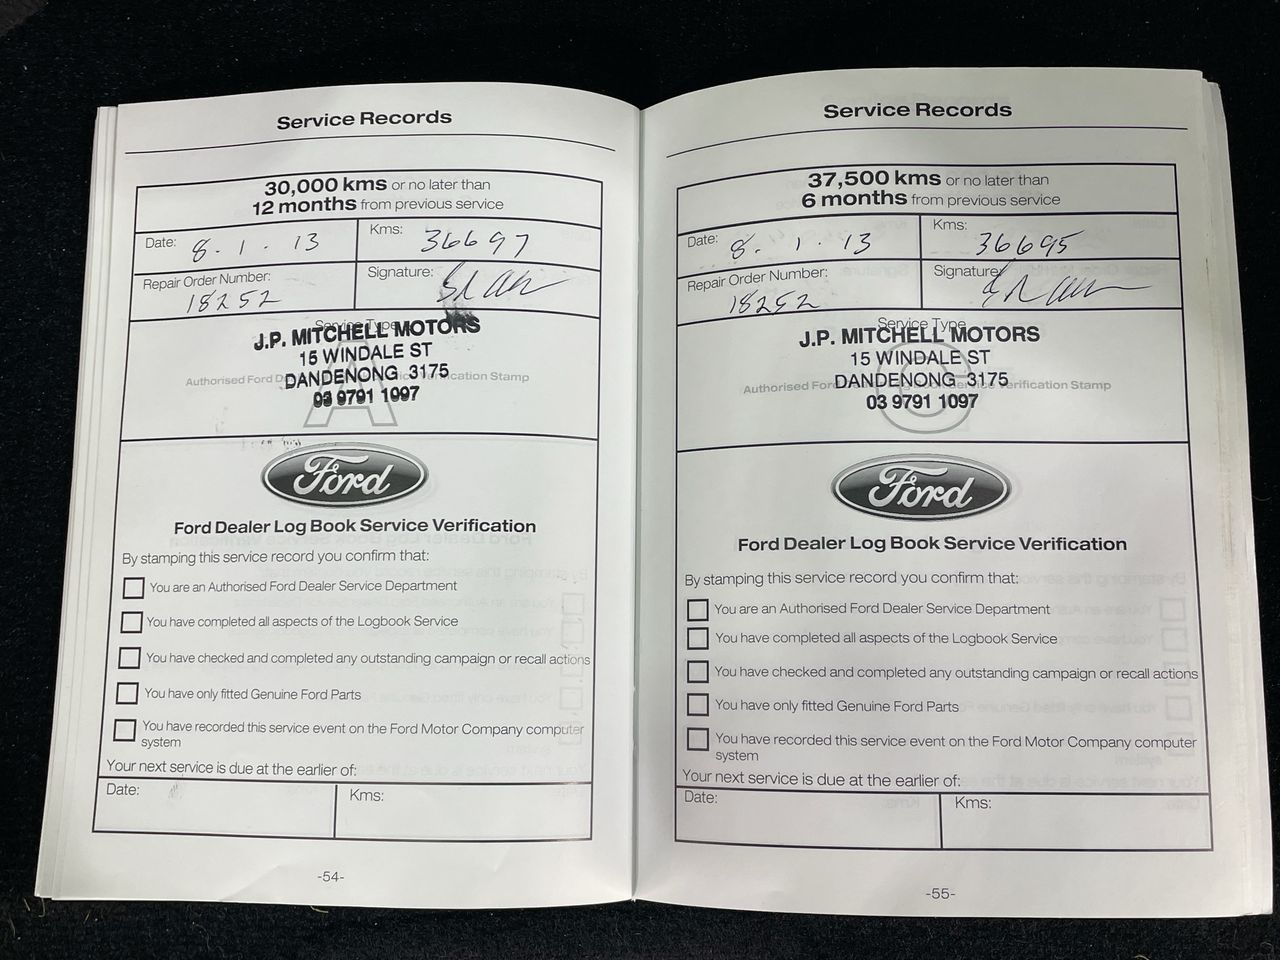 Service Records
30,000 kms or no later than
12 months from previous service
Date: 8 . 1 . 13
Kms: 36697
Repair Order Number: 18252
Signature:
Service Type
J.P. MITCHELL MOTORS
15 WINDALE ST
DANDENONG 3175
03 9791 1097
A
Authorised Ford Verification Stamp
Ford
Ford Dealer Log Book Service Verification
By stamping this service record you confirm that:
You are an Authorised Ford Dealer Service Department
You have completed all aspects of the Logbook Service
You have checked and completed any outstanding campaign or recall actions
You have only fitted Genuine Ford Parts
You have recorded this service event on the Ford Motor Company computer
system
Your next service is due at the earlier of:
Date:
Kms:
-54-
Service Records
37,500 kms or no later than
6 months from previous service
Date: 8 . 1 . 13
Kms: 36695
Repair Order Number: 18252
Signature:
Service Type
J.P. MITCHELL MOTORS
15 WINDALE ST
DANDENONG 3175
03 9791 1097
C
Authorised Ford Verification Stamp
Ford
Ford Dealer Log Book Service Verification
By stamping this service record you confirm that:
You are an Authorised Ford Dealer Service Department
You have completed all aspects of the Logbook Service
You have checked and completed any outstanding campaign or recall actions
You have only fitted Genuine Ford Parts
You have recorded this service event on the Ford Motor Company computer
system
Your next service is due at the earlier of:
Date:
Kms:
-55-